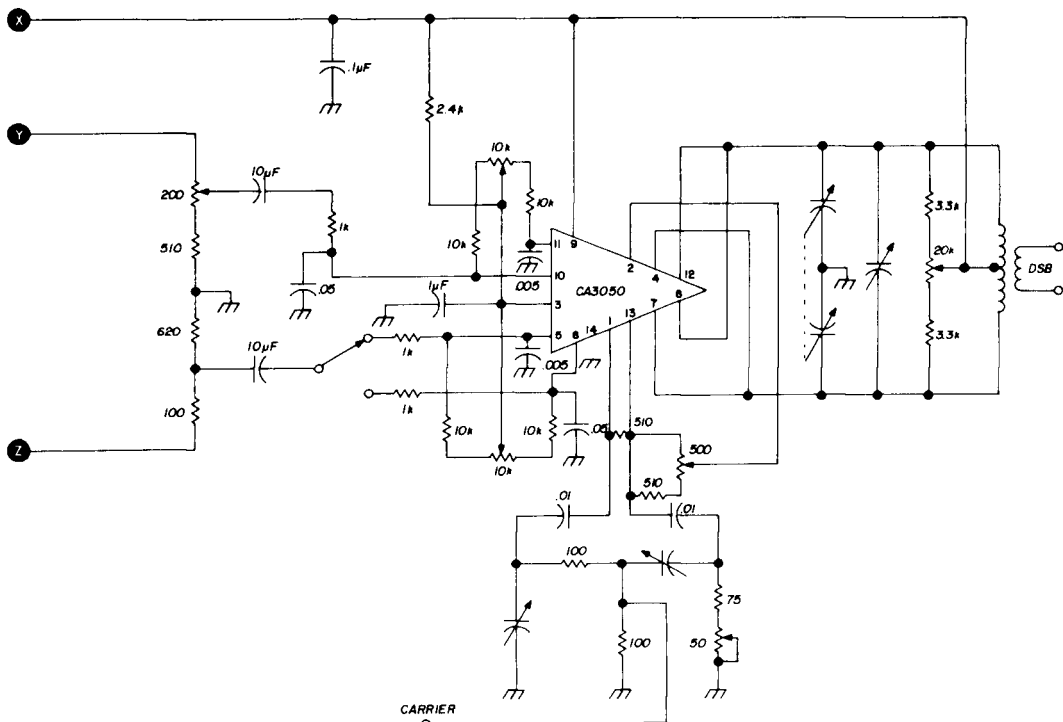 X
.1µF
2.4k
Y
10k
10µF
200
1k
10k
10k
3.3k
510
.05
11
9
.005
10
2
4
12
20k
DSB
1µF
3
CA3050
7
8
620
10µF
5
14
1
13
6
1k
.005
3.3k
1k
100
10k
10k
.05
510
Z
10k
500
510
.01
.01
100
75
100
50
CARRIER